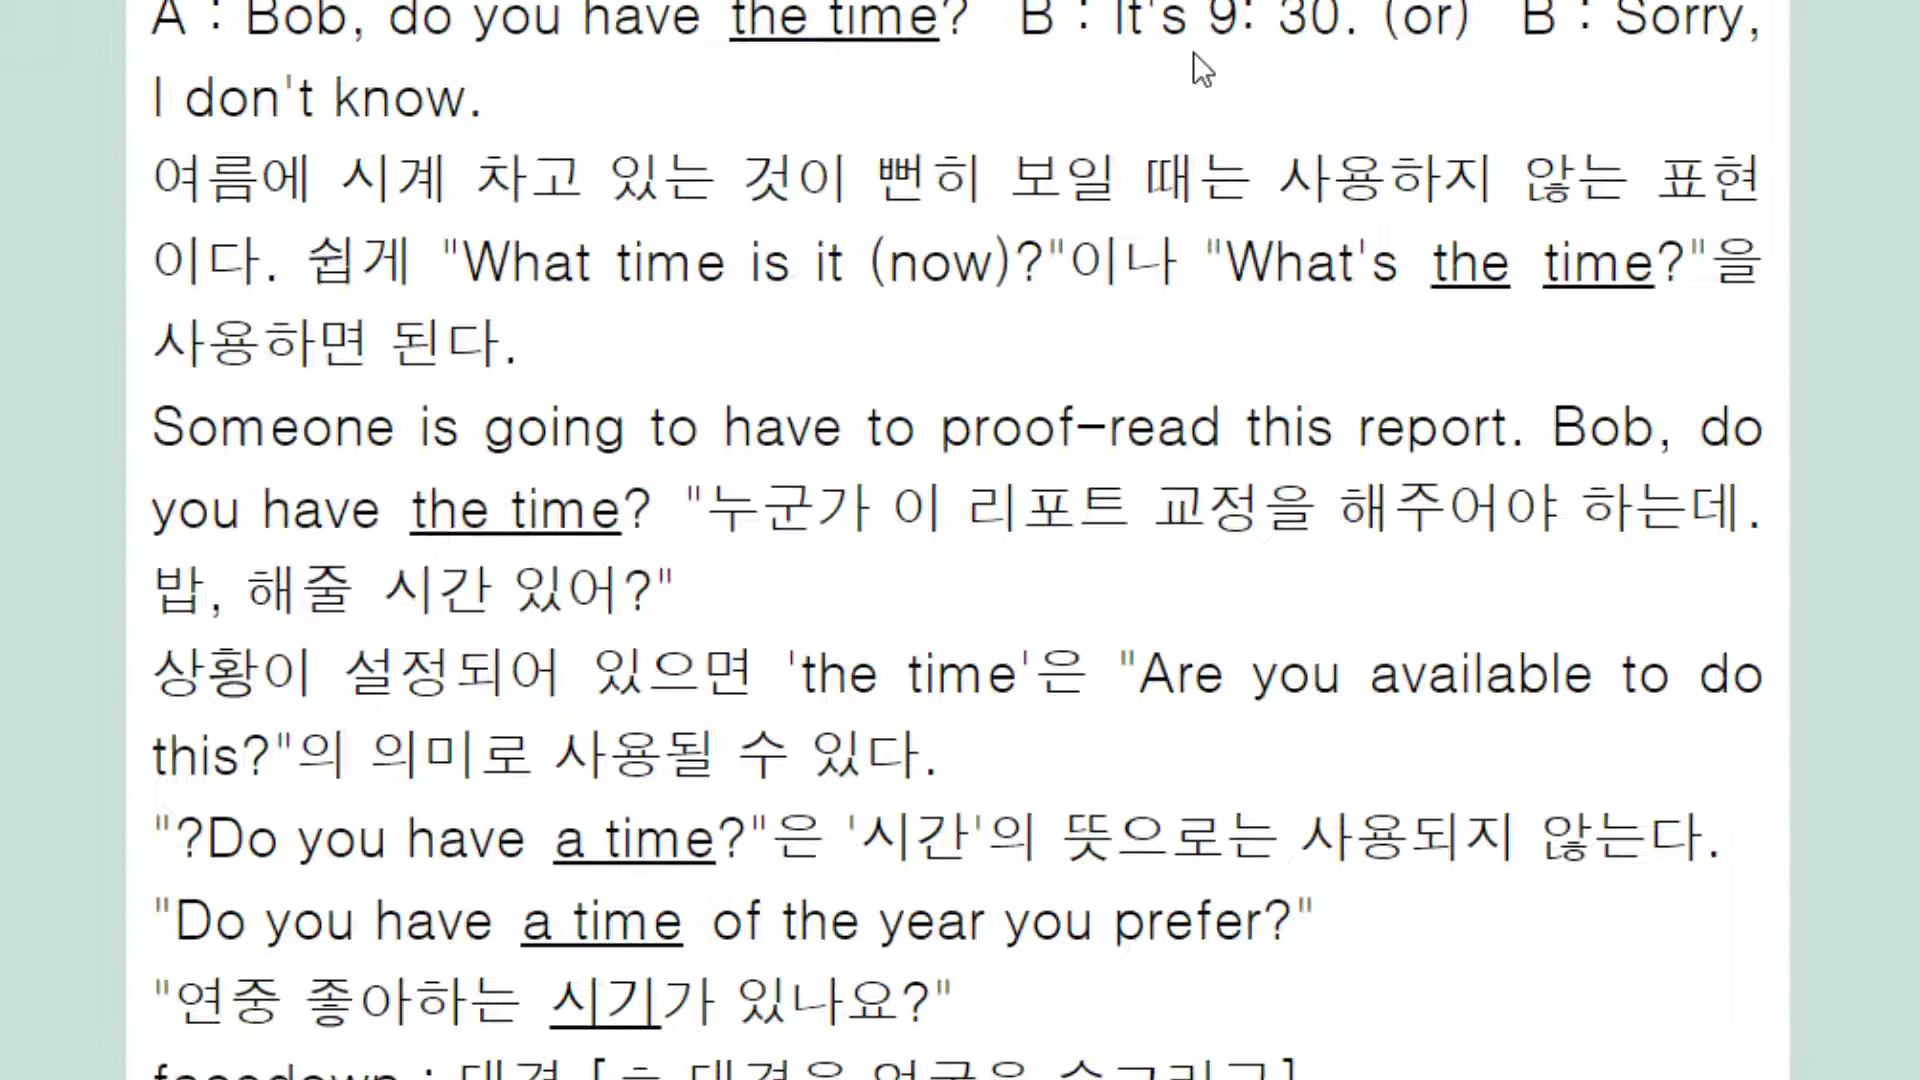 A : Bob, do you have the time? B : It's 9: 30. (or) B : Sorry,
I don't know.
여름에 시계 차고 있는 것이 뻔히 보일 때는 사용하지 않는 표현
이다. 쉽게 "What time is it (now)?"이나 "What's the time?"을
사용하면 된다.
Someone is going to have to proof-read this report. Bob, do
you have the time? "누군가 이 리포트 교정을 해주어야 하는데.
밥, 해줄 시간 있어?"
상황이 설정되어 있으면 'the time'은 "Are you available to do
this?"의 의미로 사용될 수 있다.
"?Do you have a time?"은 '시간'의 뜻으로는 사용되지 않는다.
"Do you have a time of the year you prefer?"
"연중 좋아하는 시기가 있나요?"
facedown : 대결